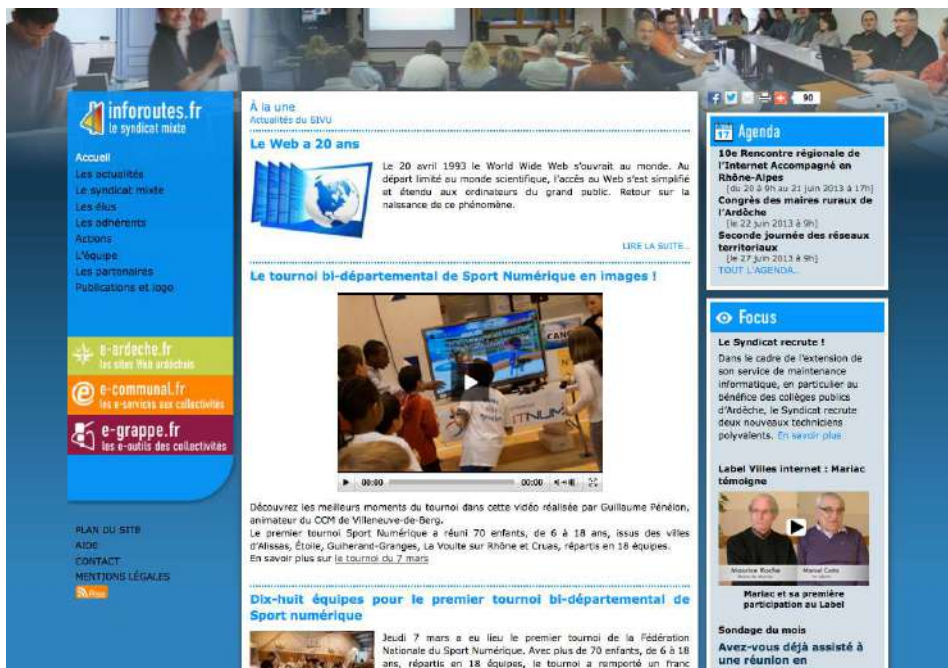 inforoutes.fr
le syndicat mixte
Accueil
Les actualités
Le syndicat mixte
Les élus
Les adhérents
Actions
L'équipe
Les partenaires
Publications et logo
e-ardeche.fr
les sites Web ardéchois
e-communal.fr
les e-services aux collectivités
e-grappe.fr
les e-outils des collectivités
PLAN DU SITE
AIDE
CONTACT
MENTIONS LÉGALES
Rss
À la une
Actualités du SIVU
Le Web a 20 ans
Le 20 avril 1993 le World Wide Web s'ouvrait au monde. Au
départ limité au monde scientifique, l'accès au Web s'est simplifié
et étendu aux ordinateurs du grand public. Retour sur la
naissance de ce phénomène.
LIRE LA SUITE...
Le tournoi bi-départemental de Sport Numérique en images !
00:00 00:00
Découvrez les meilleurs moments du tournoi dans cette vidéo réalisée par Guillaume Pénélon,
animateur du CCM de Villeneuve-de-Berg.
Le premier tournoi Sport Numérique a réuni 70 enfants, de 6 à 18 ans, issus des villes
d'Alissas, Étoile, Guiherand-Granges, La Voulte sur Rhône et Cruas, répartis en 18 équipes.
En savoir plus sur le tournoi du 7 mars
Dix-huit équipes pour le premier tournoi bi-départemental de
Sport numérique
Jeudi 7 mars a eu lieu le premier tournoi de la Fédération
Nationale du Sport Numérique. Avec plus de 70 enfants, de 6 à 18
ans, répartis en 18 équipes, le tournoi a remporté un franc
90
17 Agenda
10e Rencontre régionale de
l'Internet Accompagné en
Rhône-Alpes
[du 20 à 9h au 21 juin 2013 à 17h]
Congrès des maires ruraux de
l'Ardèche
[le 22 juin 2013 à 9h]
Seconde journée des réseaux
territoriaux
[le 27 juin 2013 à 9h]
TOUT L'AGENDA...
Focus
Le Syndicat recrute !
Dans le cadre de l'extension de
son service de maintenance
informatique, en particulier au
bénéfice des collèges publics
d'Ardèche, le Syndicat recrute
deux nouveaux techniciens
polyvalents. En savoir plus
Label Villes internet : Mariac
témoigne
Maurice Roche
Mariac et sa première
participation au Label
Sondage du mois
Avez-vous déjà assisté à
une réunion en